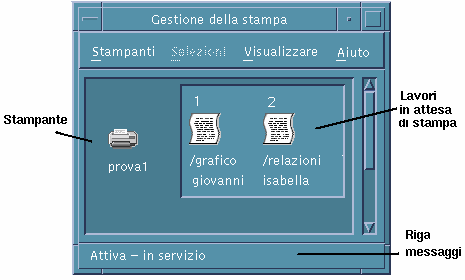 Gestione della stampa
Stampanti Selezioni Visualizzare Aiuto
Stampante
prova1
1 2
/grafico /relazioni
giovanni isabella
Lavori
in attesa
di stampa
Attiva – in servizio
Riga
messaggi